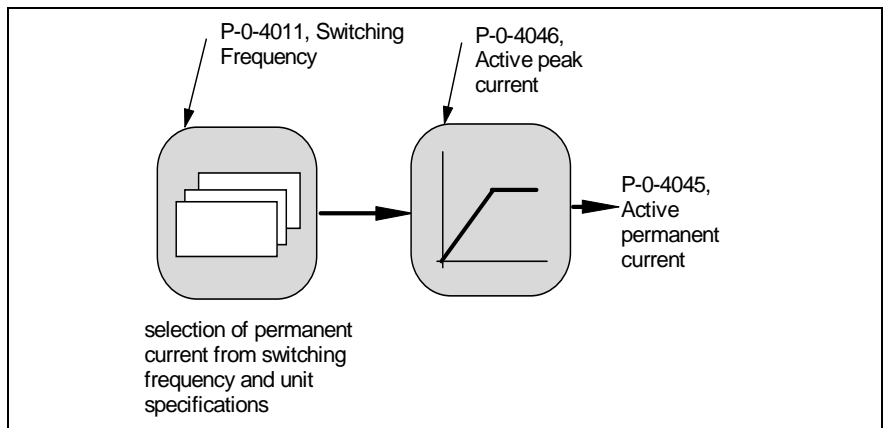 P-0-4011, Switching
Frequency
P-0-4046,
Active peak
current
P-0-4045,
Active
permanent
current
selection of permanent
current from switching
frequency and unit
specifications